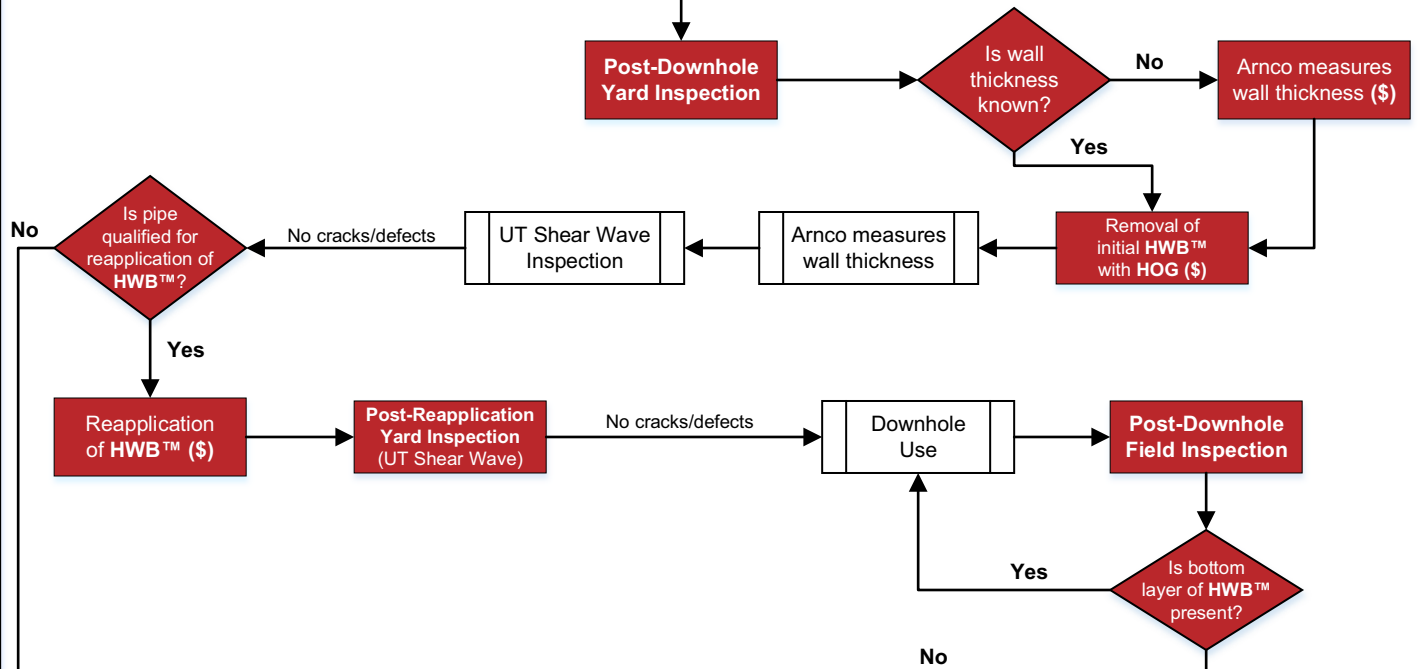 Post-Downhole
Yard Inspection
Is wall
thickness
known?
No
Arnco measures
wall thickness ($)
Yes
Removal of
initial HWB™
with HOG ($)
Arnco measures
wall thickness
UT Shear Wave
Inspection
No cracks/defects
Is pipe
qualified for
reapplication of
HWB™?
No
Yes
Reapplication
of HWB™ ($)
Post-Reapplication
Yard Inspection
(UT Shear Wave)
No cracks/defects
Downhole
Use
Post-Downhole
Field Inspection
Is bottom
layer of HWB™
present?
Yes
No